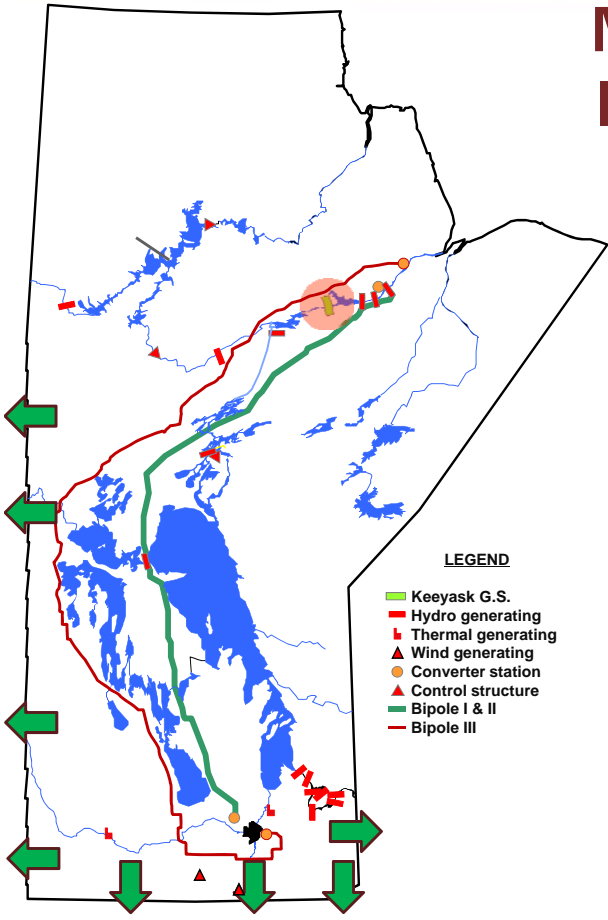 LEGEND
Keeyask G.S.
Hydro generating
Thermal generating
Wind generating
Converter station
Control structure
Bipole I & II
Bipole III